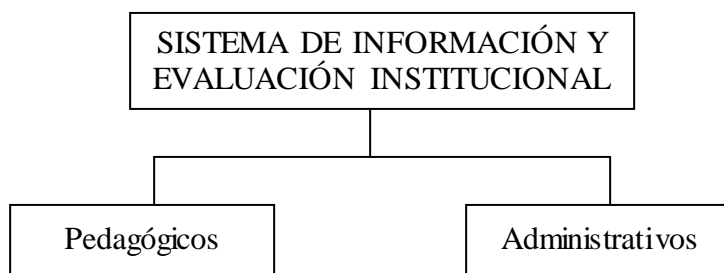 SISTEMA DE INFORMACIÓN Y
EVALUACIÓN INSTITUCIONAL
Pedagógicos
Administrativos